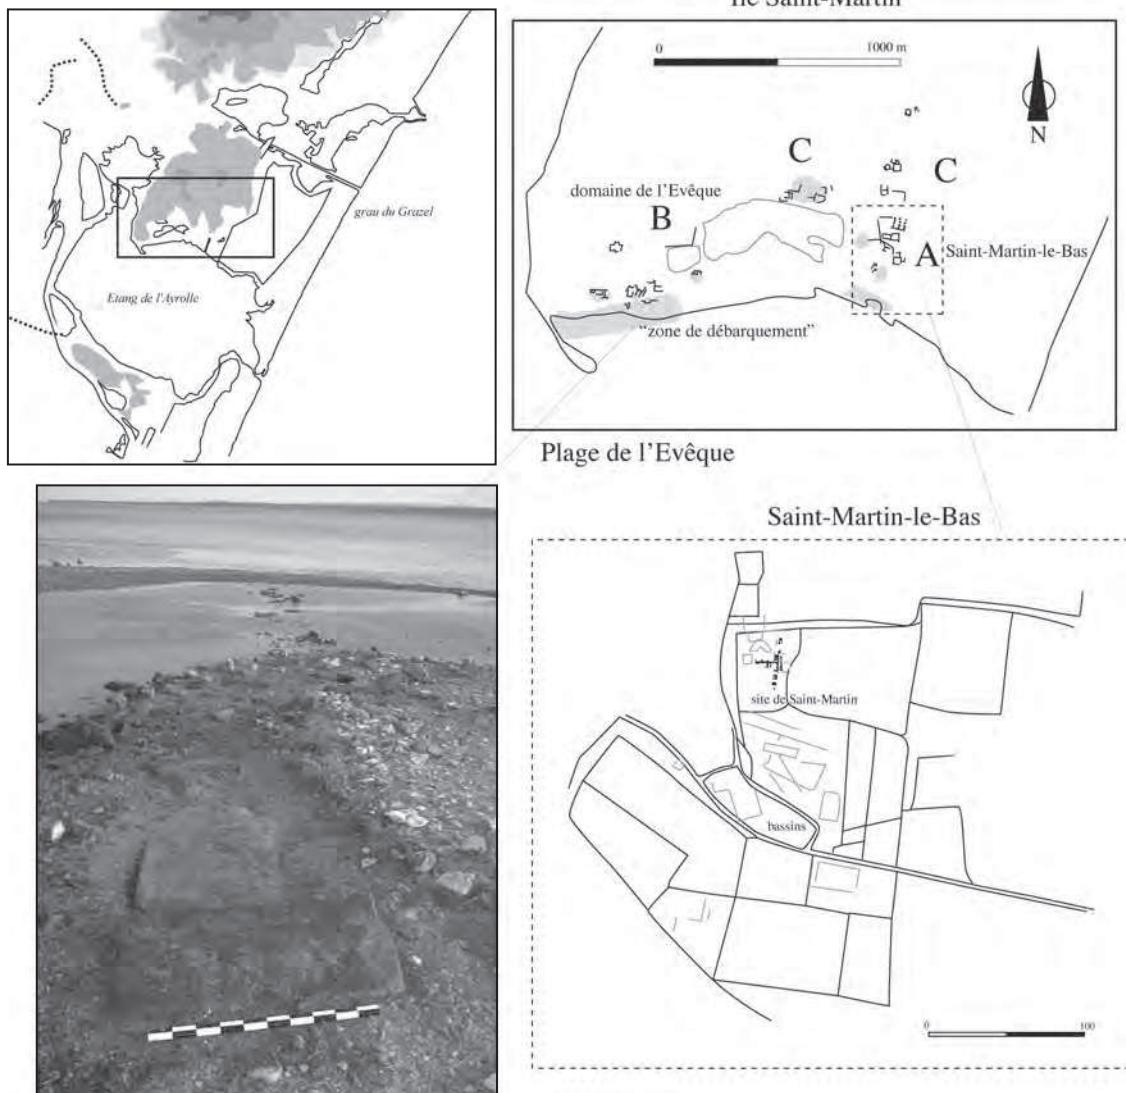 Ile Saint-Martin
grau du Grazel
Etang de l'Ayrolle
0 1000 m
N
C
C
domaine de l'Evêque
B
A
Saint-Martin-le-Bas
"zone de débarquement"
Plage de l'Evêque
Saint-Martin-le-Bas
site de Saint-Martin
bassins
0 100